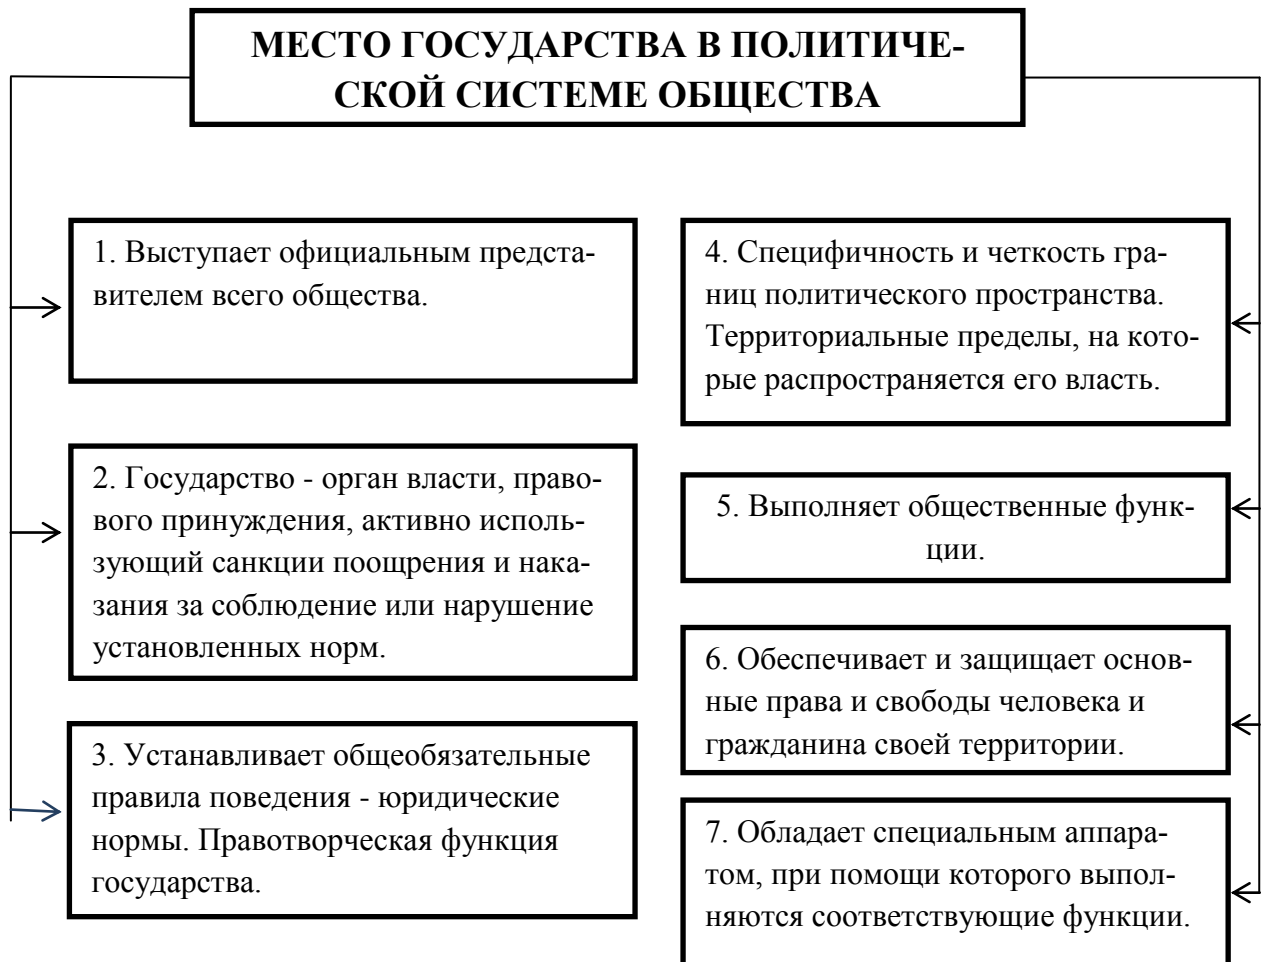 МЕСТО ГОСУДАРСТВА В ПОЛИТИЧЕ-
СКОЙ СИСТЕМЕ ОБЩЕСТВА
1. Выступает официальным предста-
вителем всего общества.
2. Государство - орган власти, право-
вого принуждения, активно исполь-
зующий санкции поощрения и нака-
зания за соблюдение или нарушение
установленных норм.
3. Устанавливает общеобязательные
правила поведения - юридические
нормы. Правотворческая функция
государства.
4. Специфичность и четкость гра-
ниц политического пространства.
Территориальные пределы, на кото-
рые распространяется его власть.
5. Выполняет общественные функ-
ции.
6. Обеспечивает и защищает основ-
ные права и свободы человека и
гражданина своей территории.
7. Обладает специальным аппара-
том, при помощи которого выпол-
няются соответствующие функции.